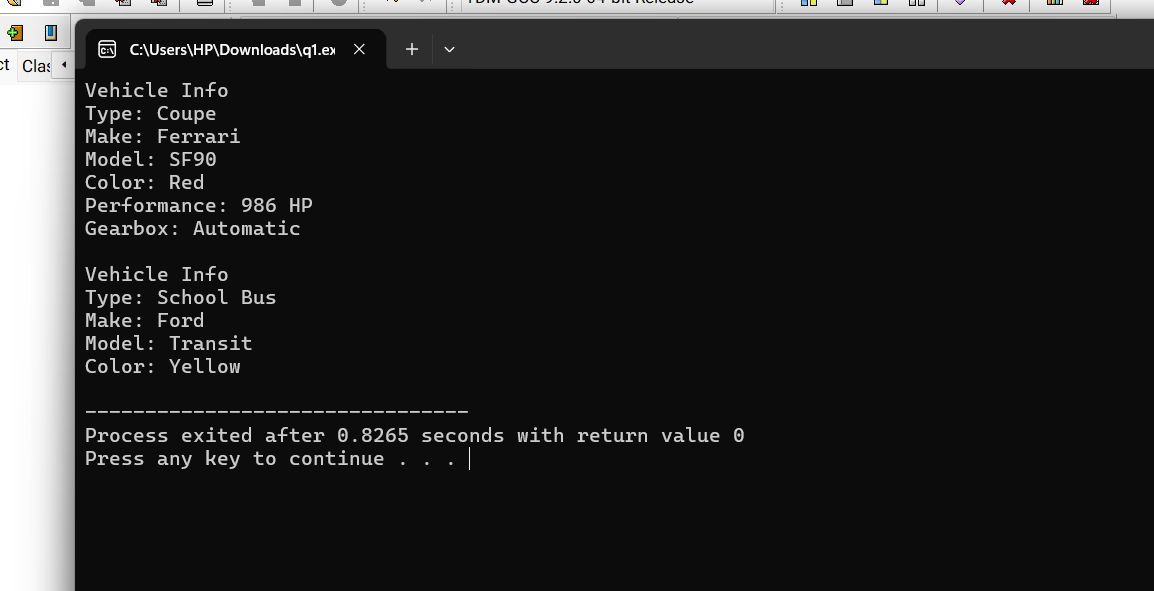 C:\Users\HP\Downloads\q1.ex
Vehicle Info
Type: Coupe
Make: Ferrari
Model: SF90
Color: Red
Performance: 986 HP
Gearbox: Automatic
Vehicle Info
Type: School Bus
Make: Ford
Model: Transit
Color: Yellow
--------------------------------
Process exited after 0.8265 seconds with return value 0
Press any key to continue . . .